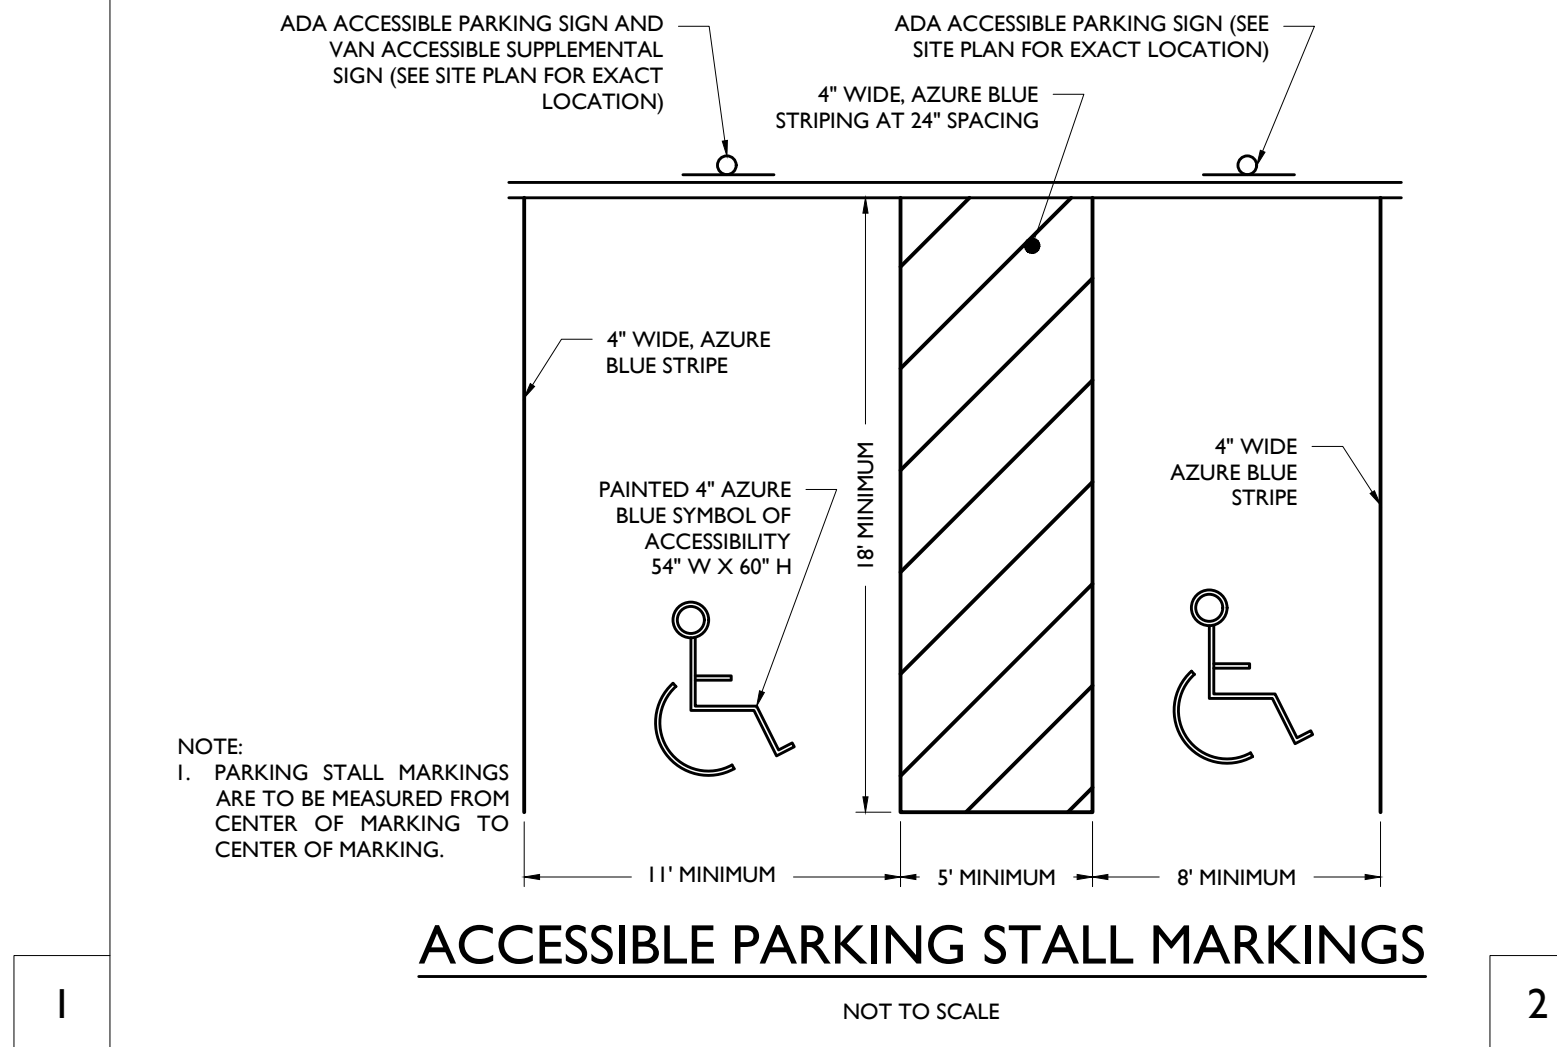 ADA ACCESSIBLE PARKING SIGN AND
VAN ACCESSIBLE SUPPLEMENTAL
SIGN (SEE SITE PLAN FOR EXACT
LOCATION)
ADA ACCESSIBLE PARKING SIGN (SEE
SITE PLAN FOR EXACT LOCATION)
4" WIDE, AZURE BLUE
STRIPING AT 24" SPACING
4" WIDE, AZURE
BLUE STRIPE
4" WIDE
AZURE BLUE
STRIPE
PAINTED 4" AZURE
BLUE SYMBOL OF
ACCESSIBILITY
54" W X 60" H
18' MINIMUM
NOTE:
1. PARKING STALL MARKINGS
ARE TO BE MEASURED FROM
CENTER OF MARKING TO
CENTER OF MARKING.
11' MINIMUM
5' MINIMUM
8' MINIMUM
ACCESSIBLE PARKING STALL MARKINGS
NOT TO SCALE
1
2